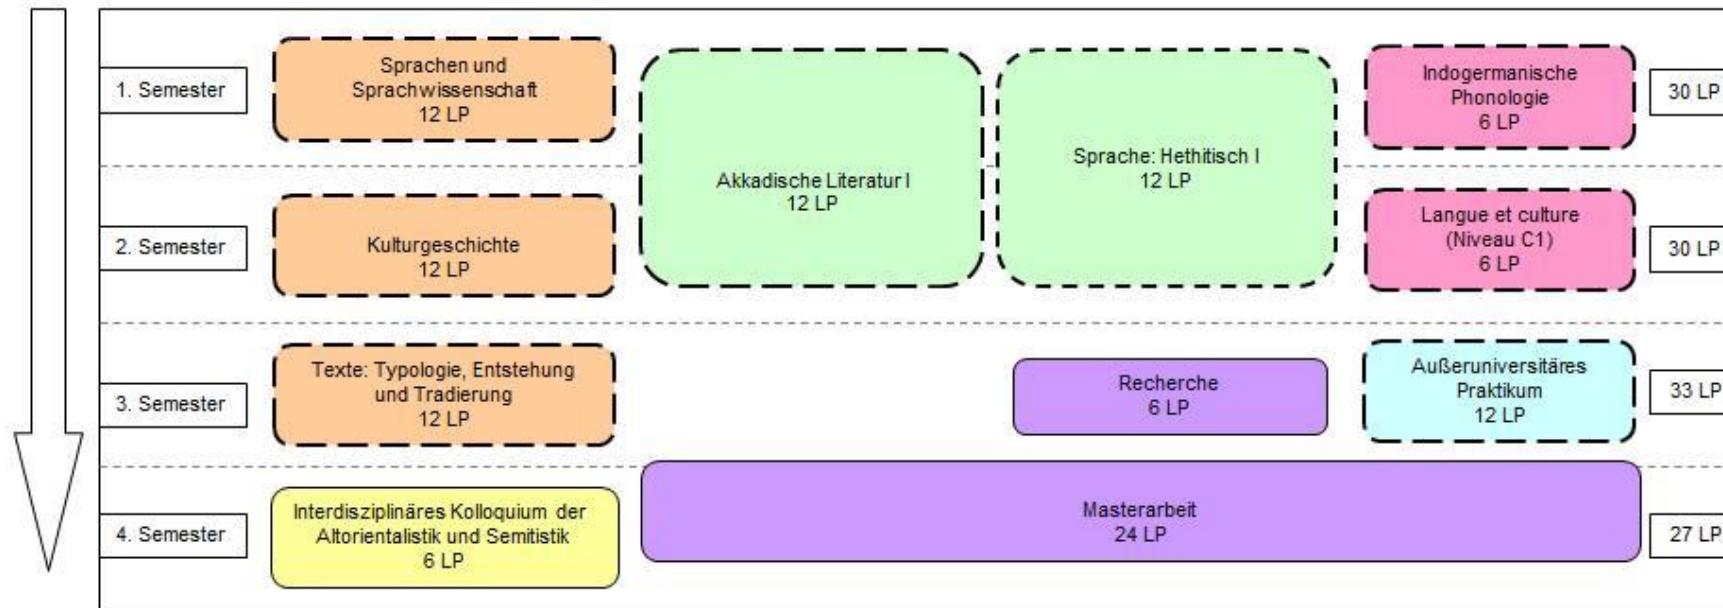 1. Semester
Sprachen und
Sprachwissenschaft
12 LP
Akkadische Literatur I
12 LP
Sprache: Hethitisch I
12 LP
Indogermanische
Phonologie
6 LP
30 LP
2. Semester
Kulturgeschichte
12 LP
Langue et culture
(Niveau C1)
6 LP
30 LP
3. Semester
Texte: Typologie, Entstehung
und Tradierung
12 LP
Recherche
6 LP
Außeruniversitäres
Praktikum
12 LP
33 LP
4. Semester
Interdisziplinäres Kolloquium der
Altorientalistik und Semitistik
6 LP
Masterarbeit
24 LP
27 LP